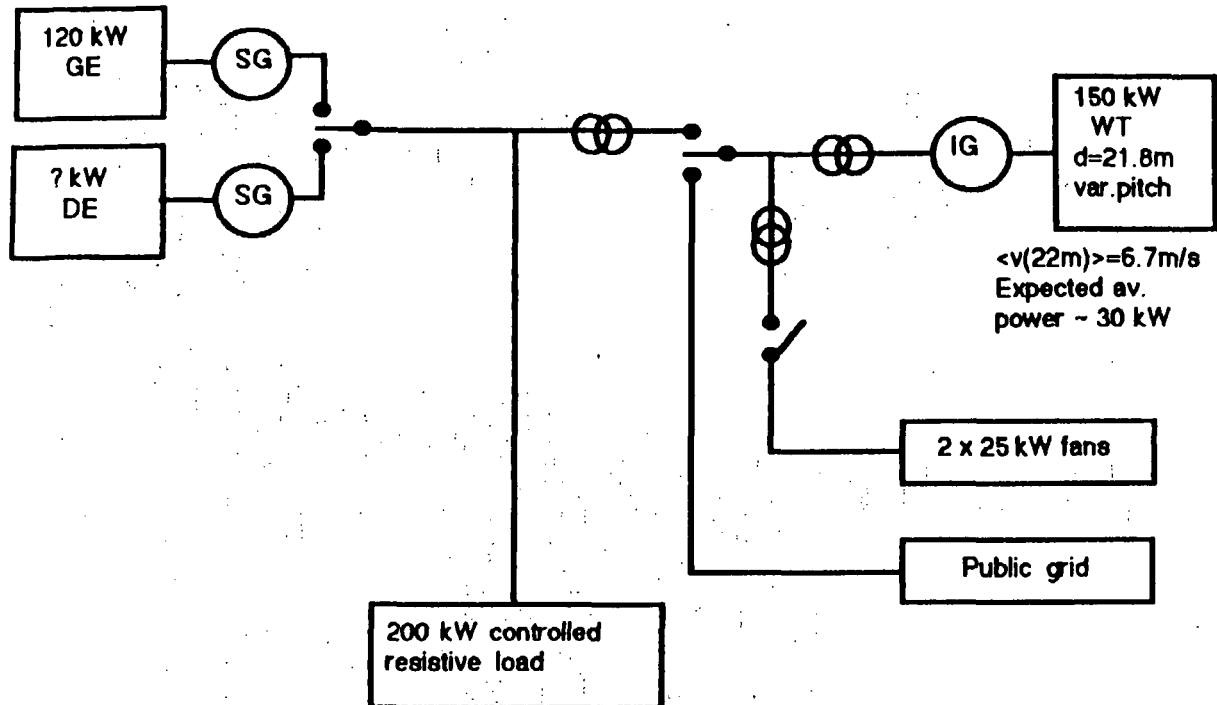 120 kW
GE
SG
? kW
DE
SG
IG
150 kW
WT
d=21.8m
var.pitch
<v(22m)>=6.7m/s
Expected av.
power ~ 30 kW
2 x 25 kW fans
Public grid
200 kW controlled
resistive load